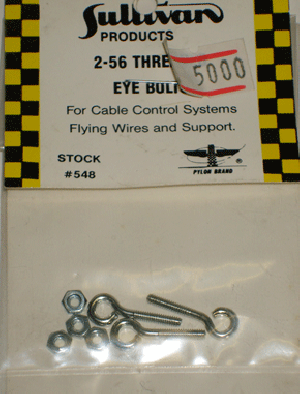 Sullivan
PRODUCTS
2-56 THRE
5000
EYE BOLT
For Cable Control Systems
Flying Wires and Support.
STOCK
#548
®
PYLON BRAND